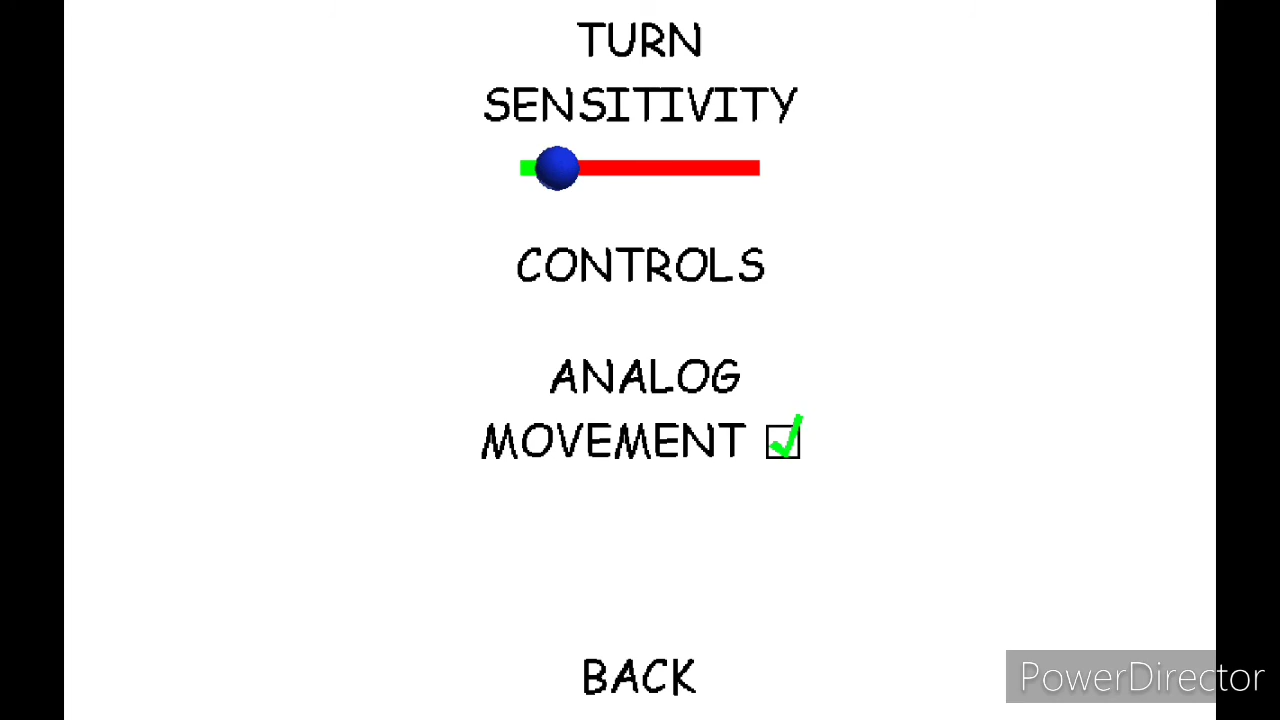 TURN
SENSITIVITY
CONTROLS
ANALOG
MOVEMENT
BACK
PowerDirector